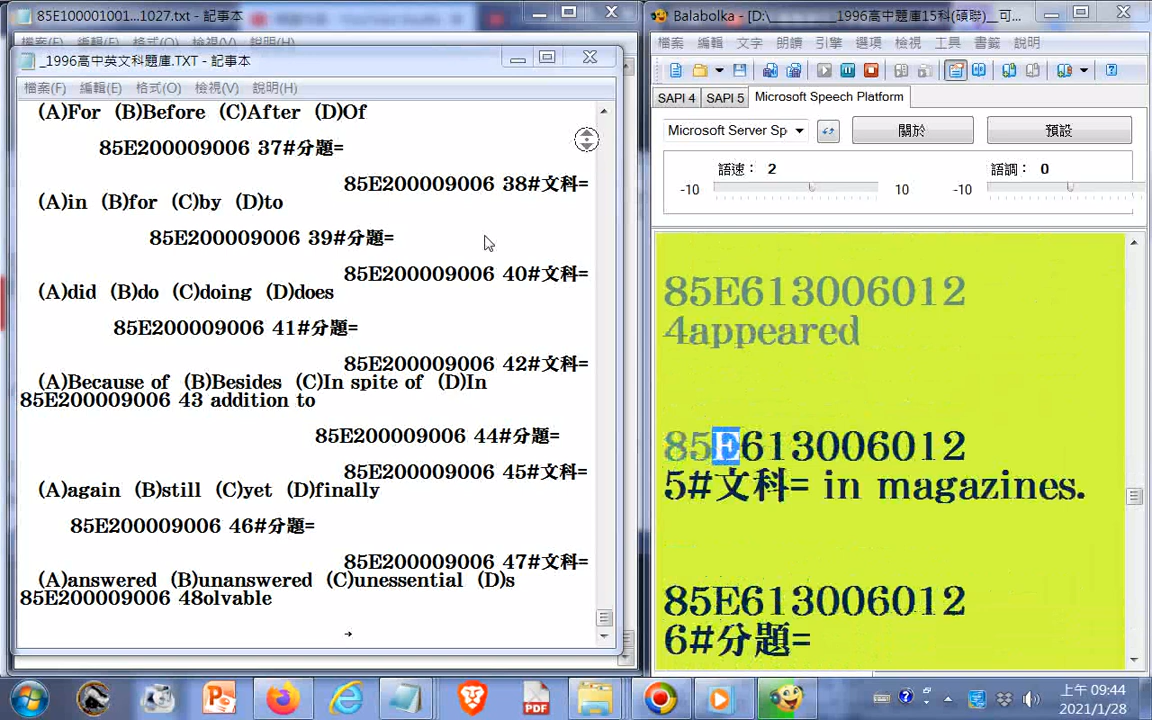 85E100001001...1027.txt - 記事本
檔案(F) 編輯(E) 格式(O) 檢視(V) 說明(H)
_1996高中英文科題庫.TXT - 記事本
檔案(F) 編輯(E) 格式(O) 檢視(V) 說明(H)
(A)For (B)Before (C)After (D)Of
85E200009006 37#分題=
85E200009006 38#文科=
(A)in (B)for (C)by (D)to
85E200009006 39#分題=
85E200009006 40#文科=
(A)did (B)do (C)doing (D)does
85E200009006 41#分題=
85E200009006 42#文科=
(A)Because of (B)Besides (C)In spite of (D)In
85E200009006 43 addition to
85E200009006 44#分題=
85E200009006 45#文科=
(A)again (B)still (C)yet (D)finally
85E200009006 46#分題=
85E200009006 47#文科=
(A)answered (B)unanswered (C)unessential (D)s
85E200009006 48olvable
Balabolka - [D:\________1996高中題庫15科(碩聯)__可...
檔案 編輯 文字 朗讀 引擎 選項 檢視 工具 書籤 說明
SAPI 4 SAPI 5 Microsoft Speech Platform
Microsoft Server Sp 關於 預設
語速： 2 語調： 0
-10 10 -10
85E613006012
4appeared
85E613006012
5#文科= in magazines.
85E613006012
6#分題=
PDF
上午 09:44
2021/1/28